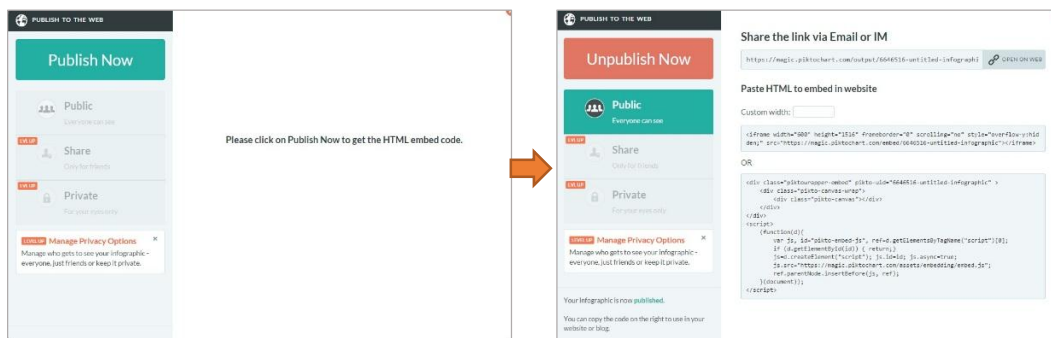 PUBLISH TO THE WEB
Publish Now
Public
Everyone can see
LVL UP
Share
Only for friends
LVL UP
Private
For your eyes only
LEVEL UP Manage Privacy Options ×
Manage who gets to see your infographic -
everyone, just friends or keep it private.
Please click on Publish Now to get the HTML embed code.
PUBLISH TO THE WEB
Unpublish Now
Public
Everyone can see
LVL UP
Share
Only for friends
LVL UP
Private
For your eyes only
LEVEL UP Manage Privacy Options ×
Manage who gets to see your infographic -
everyone, just friends or keep it private.
Your Infographic is now published.
You can copy the code on the right to use in your
website or blog.
Share the link via Email or IM
https://magic.piktochart.com/output/6646516-untitled-infographi
OPEN ON WEB
Paste HTML to embed in website
Custom width:
<iframe width="600" height="1516" frameborder="0" scrolling="no" style="overflow-y:hid
den;" src="https://magic.piktochart.com/embed/6646516-untitled-infographic"></iframe>
OR
<div class="piktowrapper-embed" pikto-uid="6646516-untitled-infographic" >
<div class="pikto-canvas-wrap">
<div class="pikto-canvas"></div>
</div>
</div>
<script>
(function(d){
var js, id="pikto-embed-js", ref=d.getElementsByTagName("script")[0];
if (d.getElementById(id)) { return;}
js=d.createElement("script"); js.id=id; js.async=true;
js.src="https://magic.piktochart.com/assets/embedding/embed.js";
ref.parentNode.insertBefore(js, ref);
}(document));
</script>